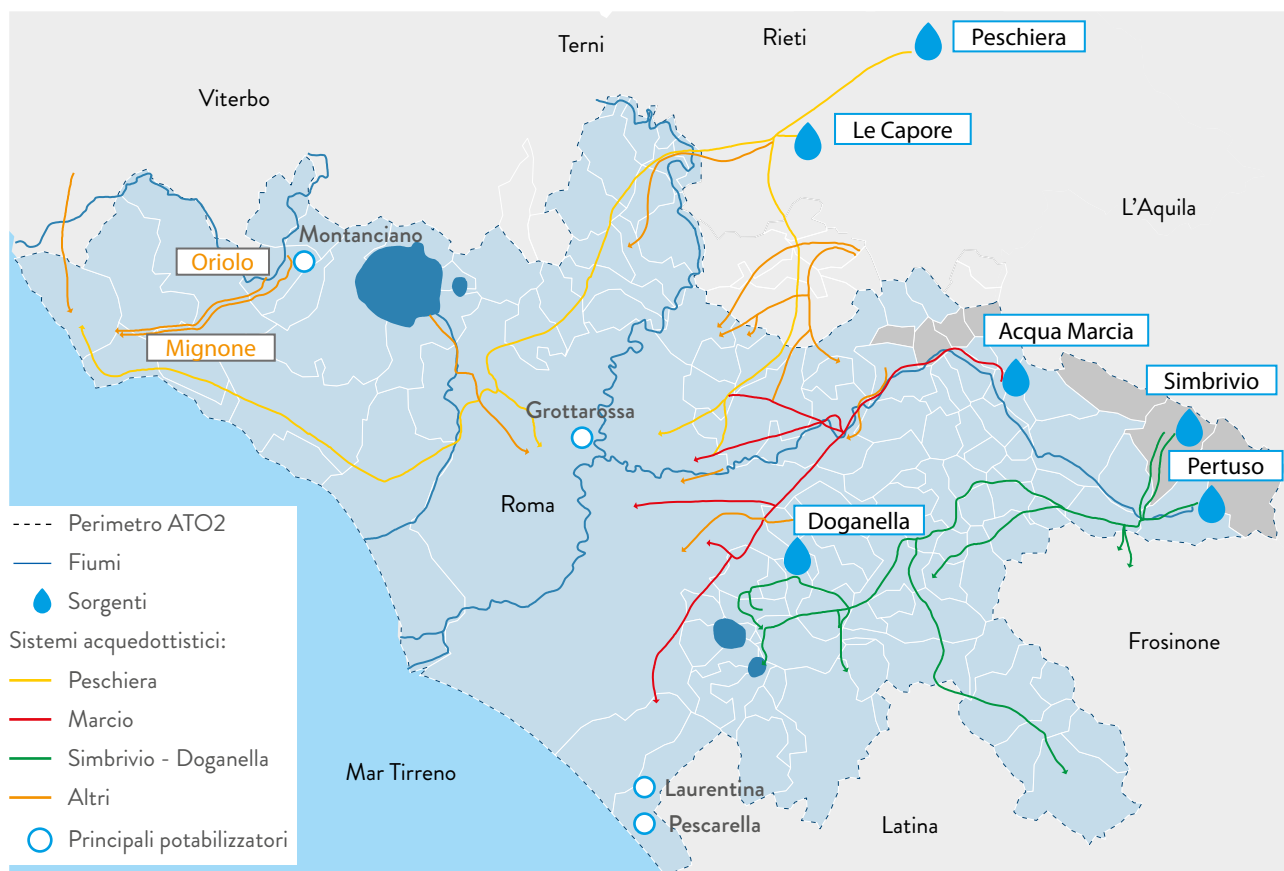 Terni
Rieti
Peschiera
Viterbo
Le Capore
L'Aquila
Montanciano
Oriolo
Mignone
Acqua Marcia
Simbrivio
Grottarossa
Pertuso
Roma
Doganella
Perimetro ATO2
Fiumi
Sorgenti
Sistemi acquedottistici:
Peschiera
Marcio
Simbrivio - Doganella
Altri
Principali potabilizzatori
Frosinone
Mar Tirreno
Laurentina
Pescarella
Latina